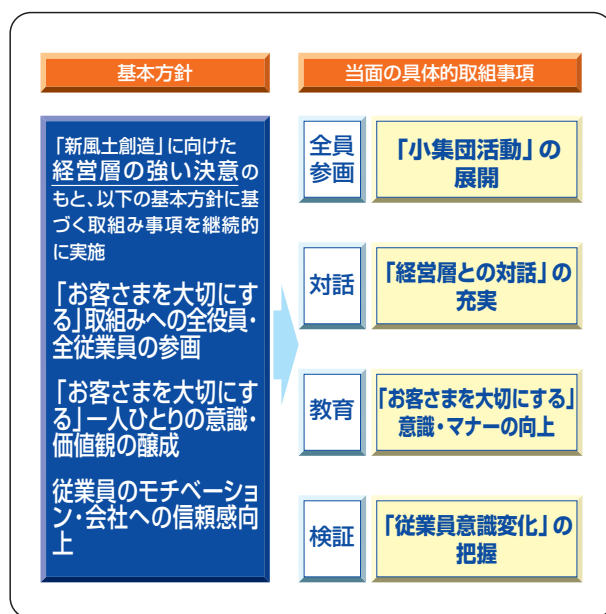 基本方針
「新風土創造」に向けた
経営層の強い決意の
もと、以下の基本方針に基
づく取組み事項を継続的
に実施
「お客さまを大切にす
る」取組みへの全役員・
全従業員の参画
「お客さまを大切にす
る」一人ひとりの意識・
価値観の醸成
従業員のモチベーショ
ン・会社への信頼感向
上
当面の具体的取組事項
全員
参画
「小集団活動」の
展開
対話
「経営層との対話」の
充実
教育
「お客さまを大切にする」
意識・マナーの向上
検証
「従業員意識変化」の
把握